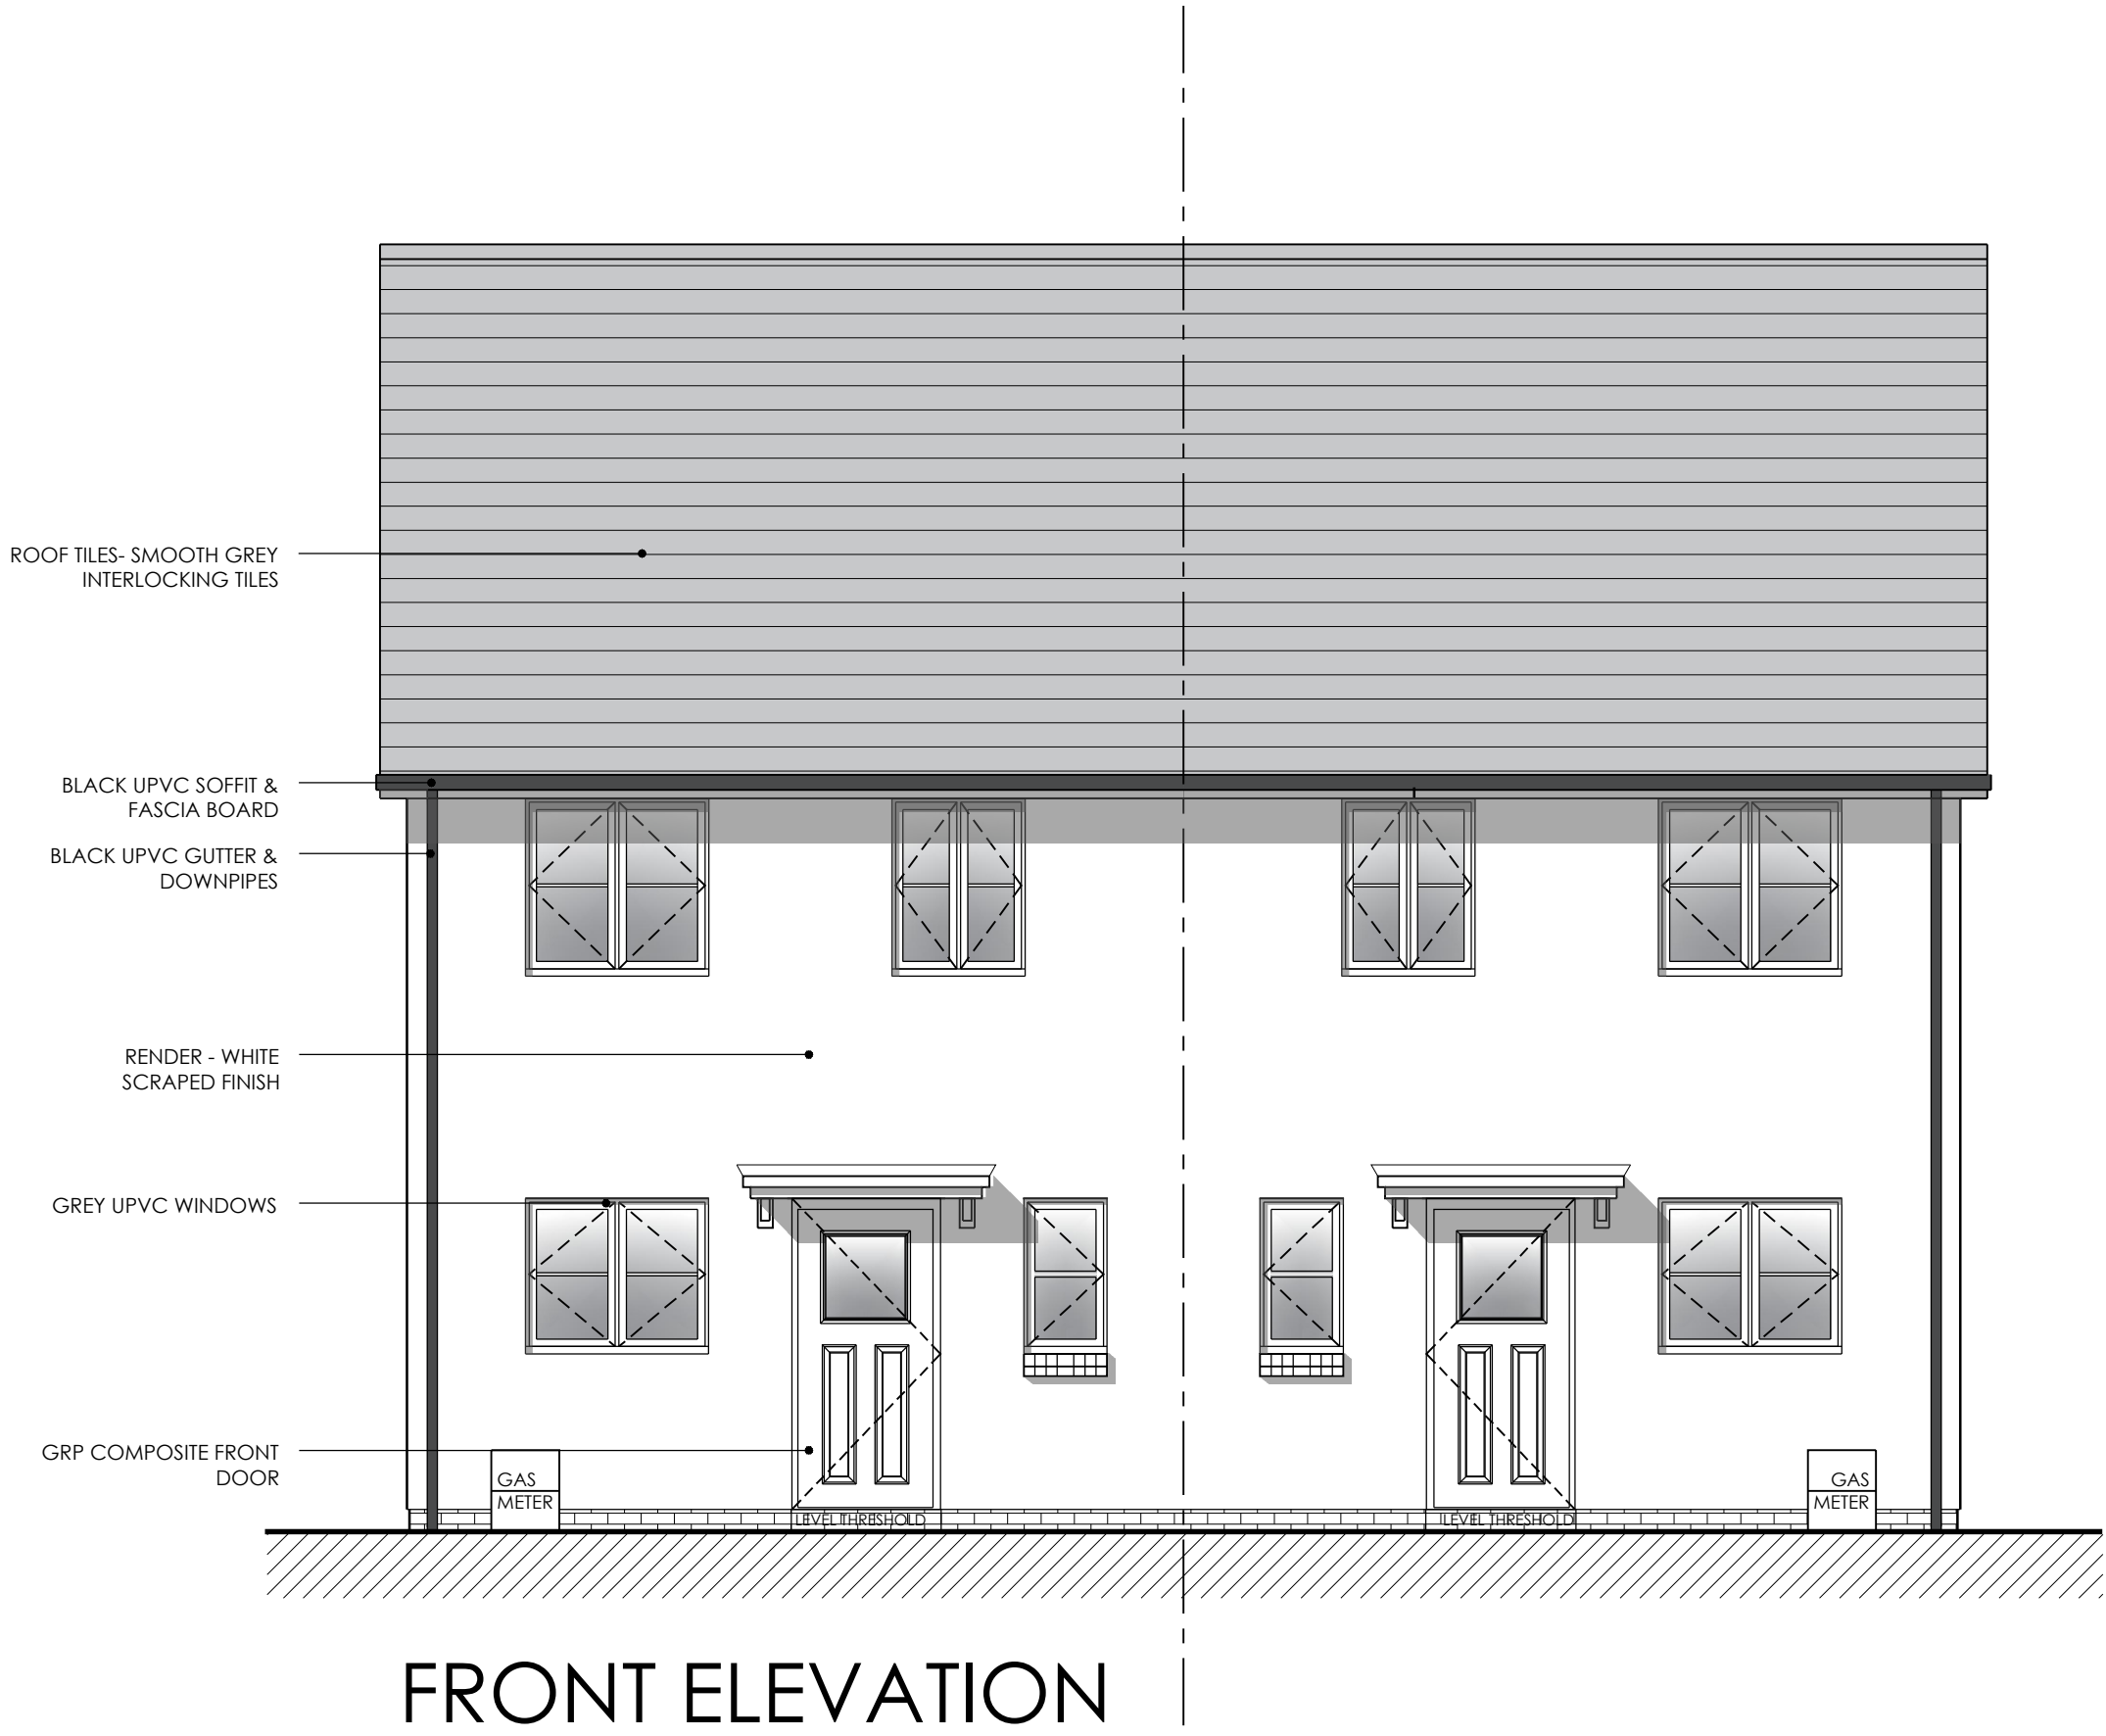 ROOF TILES- SMOOTH GREY
INTERLOCKING TILES
BLACK UPVC SOFFIT &
FASCIA BOARD
BLACK UPVC GUTTER &
DOWNPIPES
RENDER - WHITE
SCRAPED FINISH
GREY UPVC WINDOWS
GRP COMPOSITE FRONT
DOOR
GAS
METER
GAS
METER
LEVEL THRESHOLD
LEVEL THRESHOLD
FRONT ELEVATION